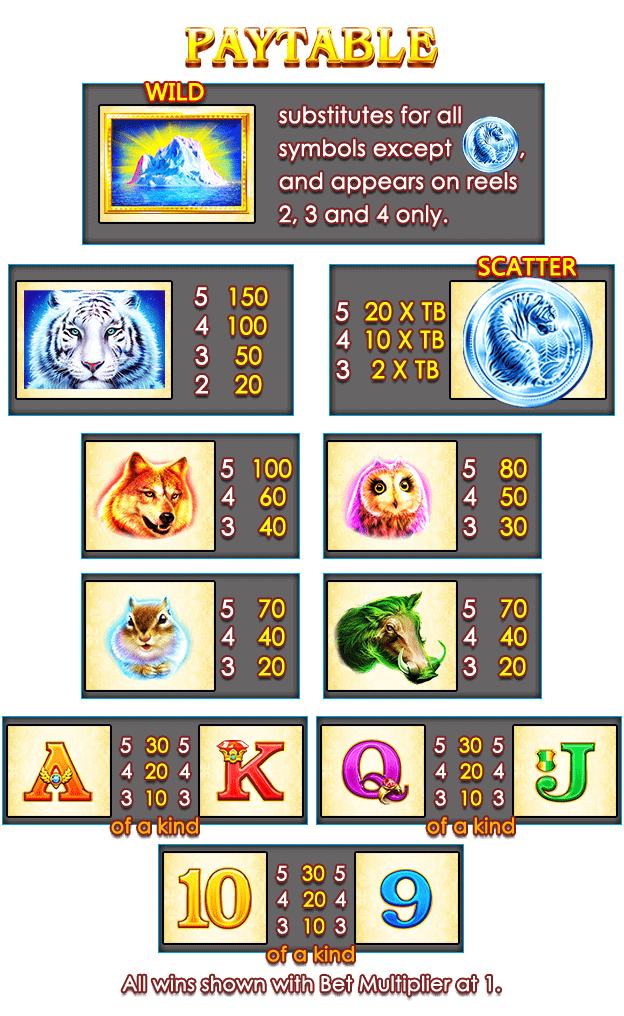 PAYTABLE
WILD
substitutes for all
symbols except ,
and appears on reels
2, 3 and 4 only.
5 150
4 100
3 50
2 20
SCATTER
5 20 X TB
4 10 X TB
3 2 X TB
5 100
4 60
3 40
5 80
4 50
3 30
5 70
4 40
3 20
5 70
4 40
3 20
A
5 30 5
4 20 4
3 10 3
of a kind
K
Q
5 30 5
4 20 4
3 10 3
of a kind
J
10
5 30 5
4 20 4
3 10 3
of a kind
9
All wins shown with Bet Multiplier at 1.